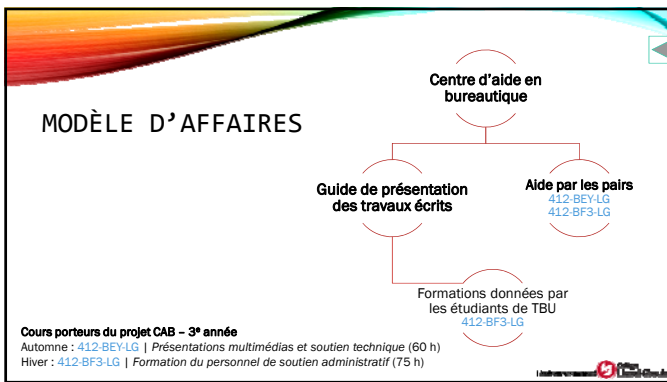 MODÈLE D’AFFAIRES
Centre d’aide en
bureautique
Guide de présentation
des travaux écrits
Aide par les pairs
412-BEY-LG
412-BF3-LG
Formations données par
les étudiants de TBU
412-BF3-LG
Cours porteurs du projet CAB – 3e année
Automne : 412-BEY-LG | Présentations multimédias et soutien technique (60 h)
Hiver : 412-BF3-LG | Formation du personnel de soutien administratif (75 h)